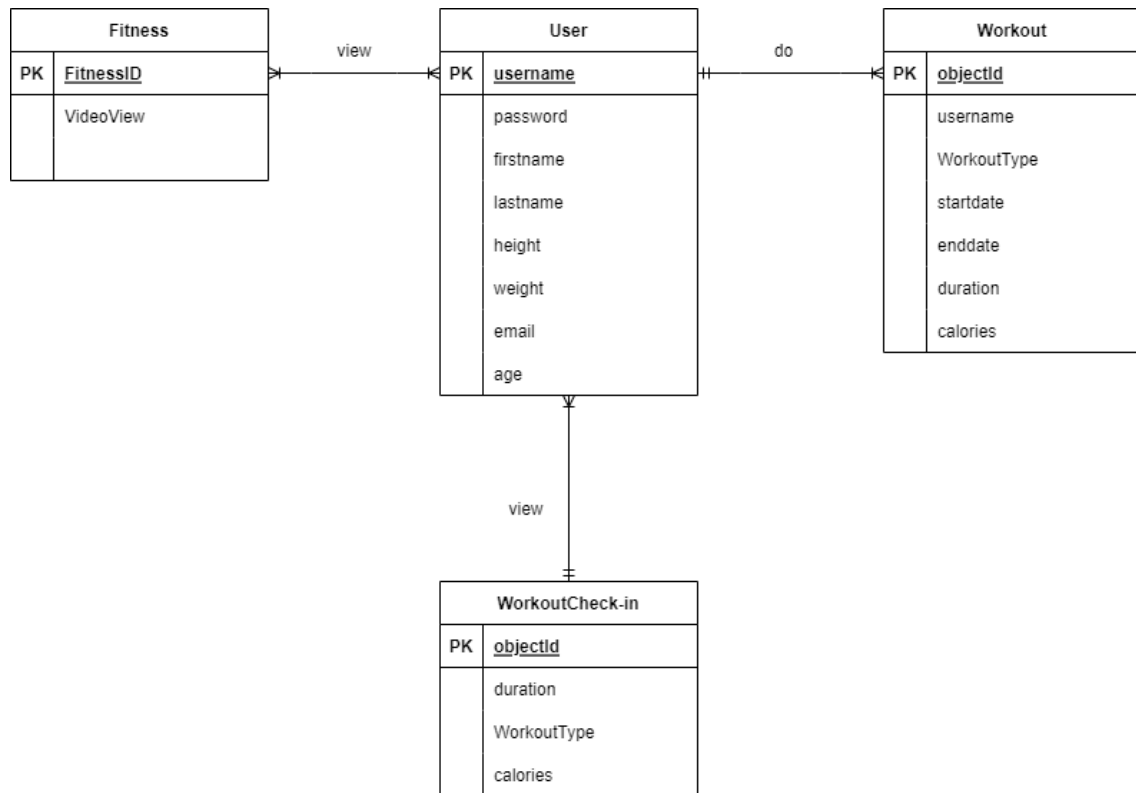 Fitness
PK FitnessID
VideoView
view
User
PK username
password
firstname
lastname
height
weight
email
age
do
Workout
PK objectId
username
WorkoutType
startdate
enddate
duration
calories
view
WorkoutCheck-in
PK objectId
duration
WorkoutType
calories